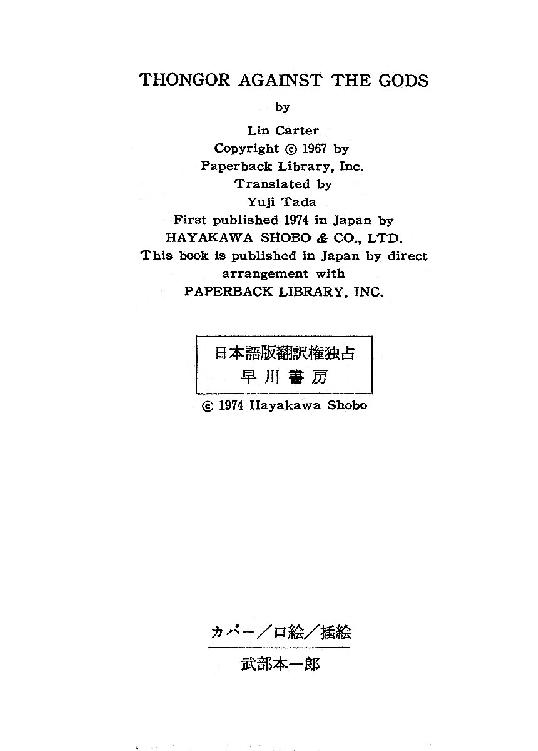 THONGOR AGAINST THE GODS
by
Lin Carter
Copyright © 1967 by
Paperback Library, Inc.
Translated by
Yuji Tada
First published 1974 in Japan by
HAYAKAWA SHOBO & CO., LTD.
This book is published in Japan by direct
arrangement with
PAPERBACK LIBRARY, INC.
日本語版翻訳権独占
早川書房
© 1974 Hayakawa Shobo
カバー/口絵/挿絵
武部本一郎